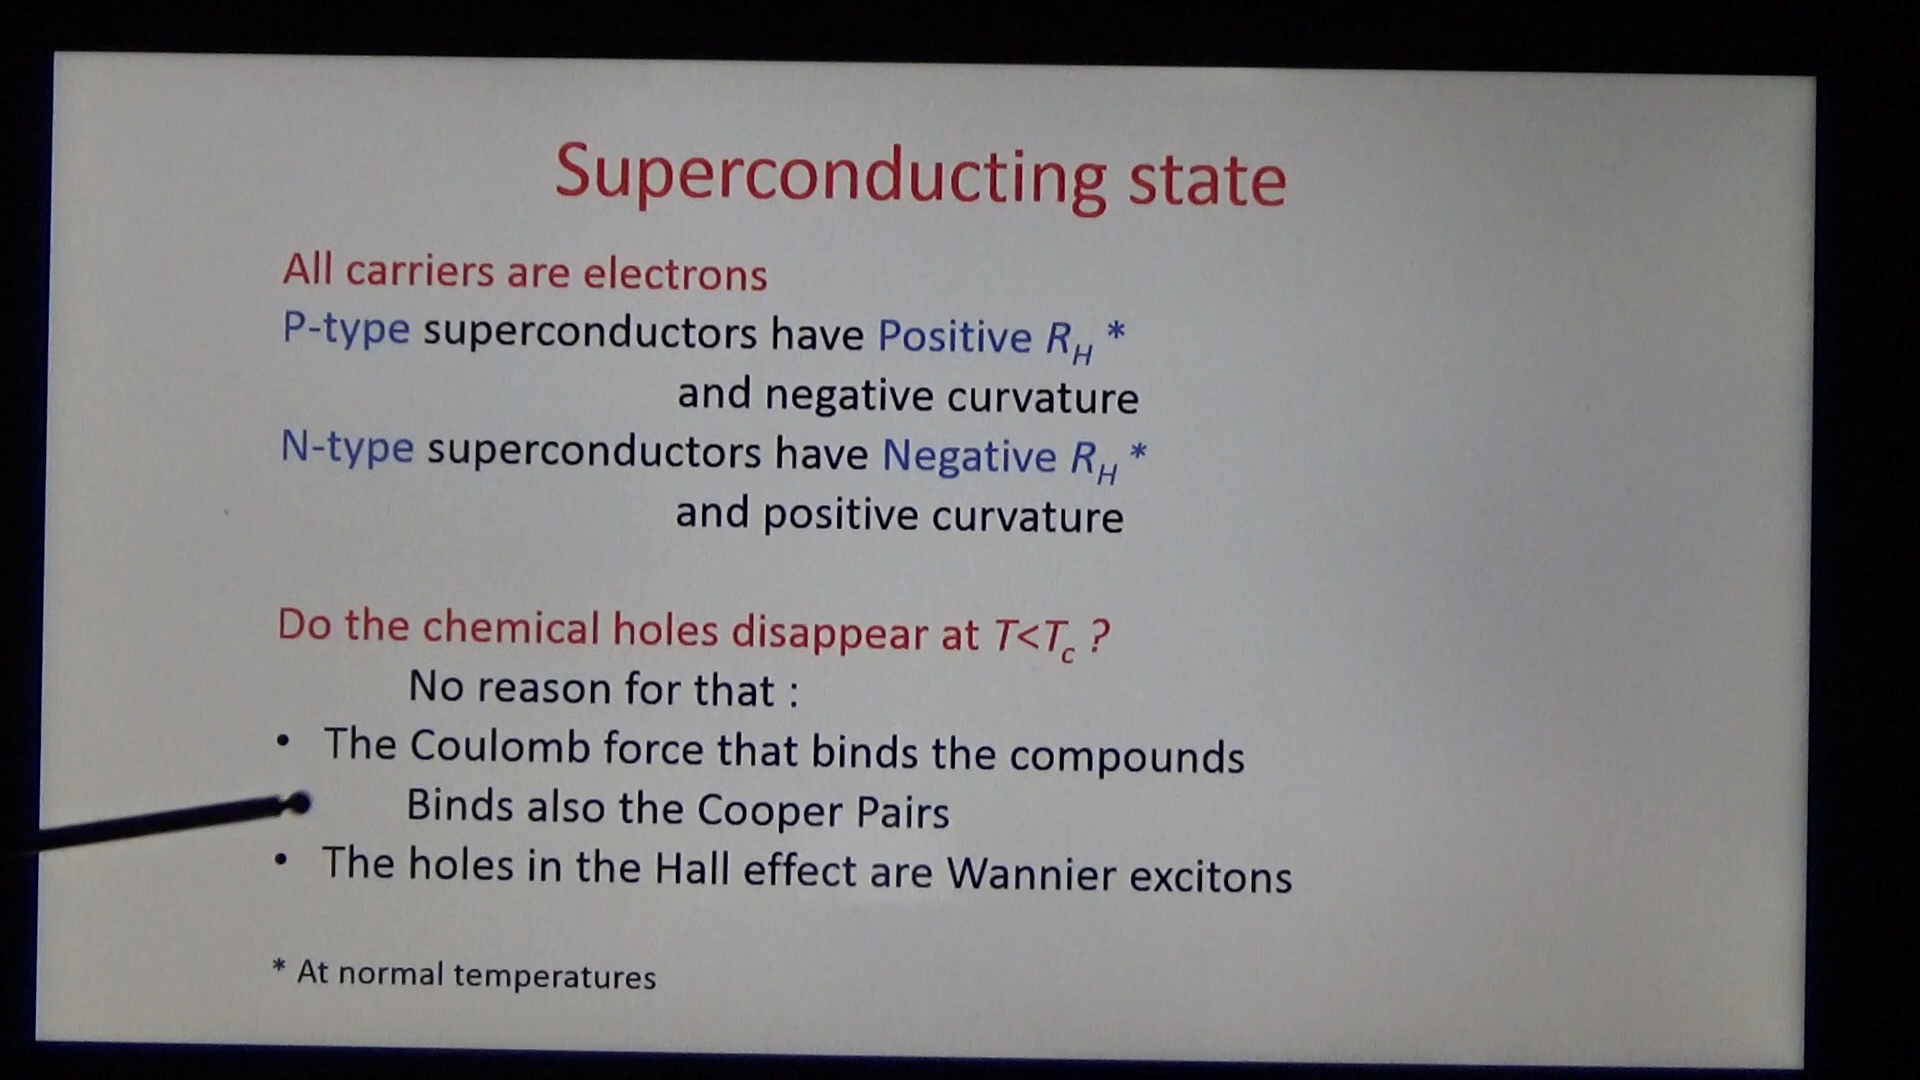 Superconducting state
All carriers are electrons
P-type superconductors have Positive R_H *
and negative curvature
N-type superconductors have Negative R_H *
and positive curvature
Do the chemical holes disappear at T<T_c ?
No reason for that :
• The Coulomb force that binds the compounds
Binds also the Cooper Pairs
• The holes in the Hall effect are Wannier excitons
* At normal temperatures